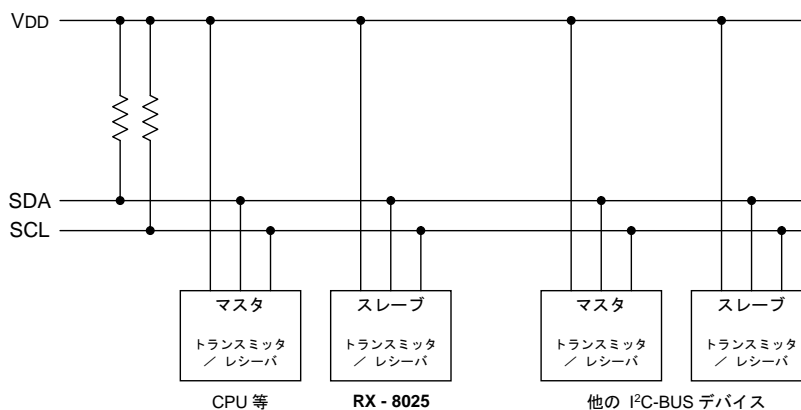 VDD
SDA
SCL
マスタ
トランスミッタ
／ レシーバ
スレーブ
トランスミッタ
／ レシーバ
マスタ
トランスミッタ
／ レシーバ
スレーブ
トランスミッタ
／ レシーバ
CPU 等
RX - 8025
他の I²C-BUS デバイス